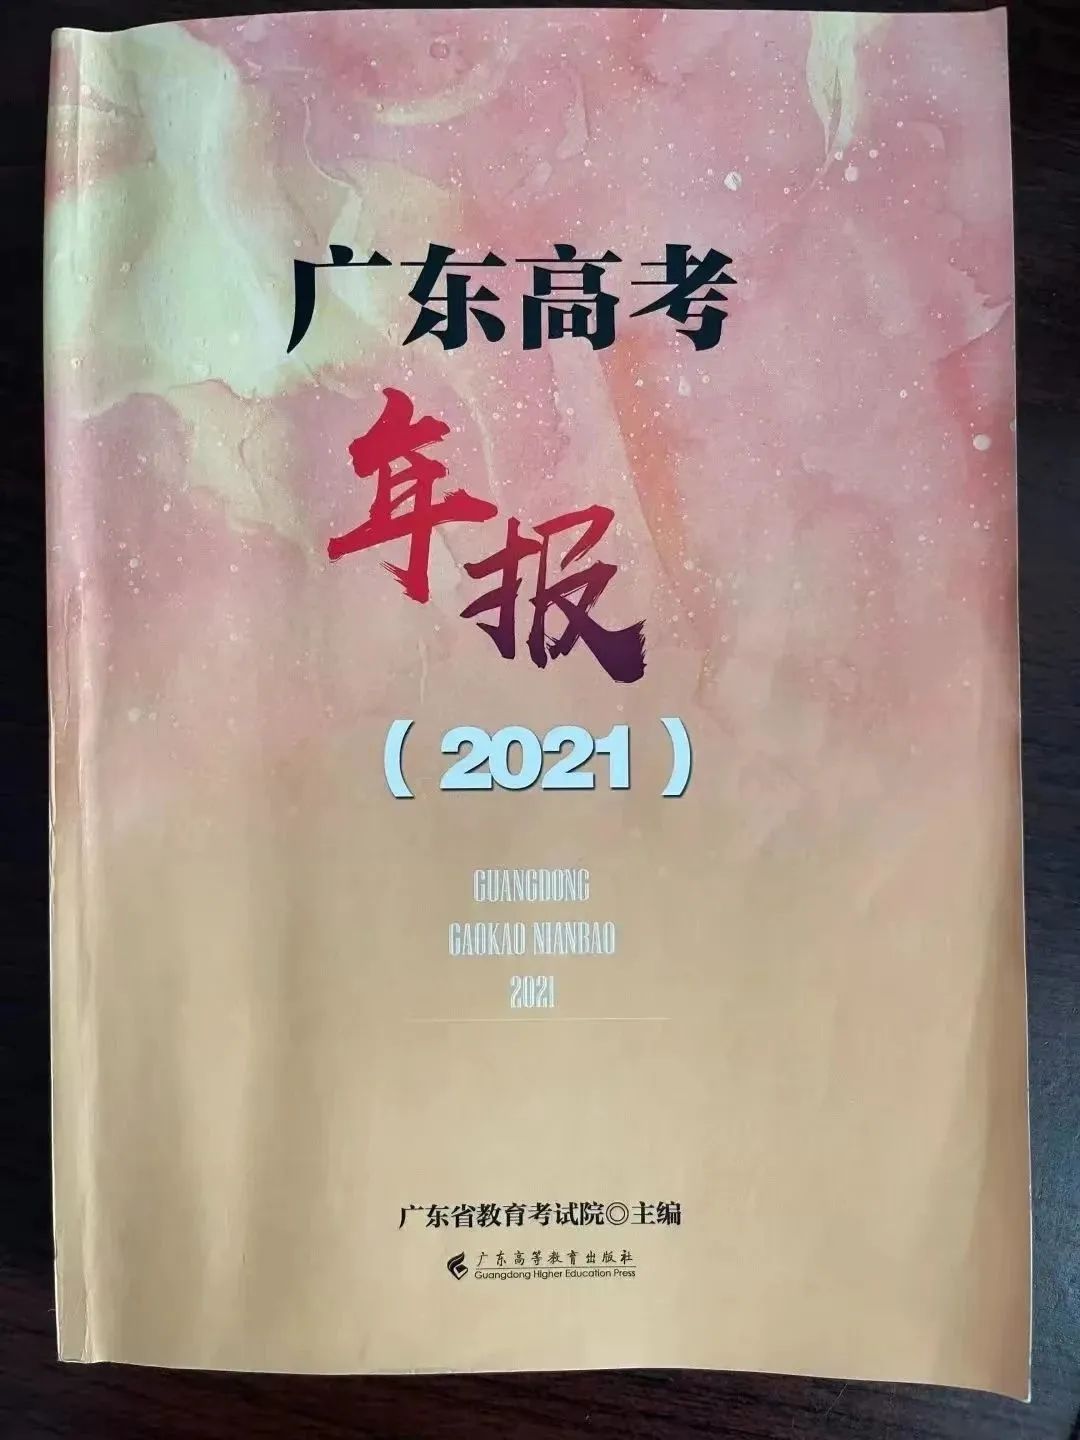 广东高考
年报
（2021）
GUANGDONG
GAOKAO NIANBAO
2021
广东省教育考试院◎主编
广东高等教育出版社
Guangdong Higher Education Press